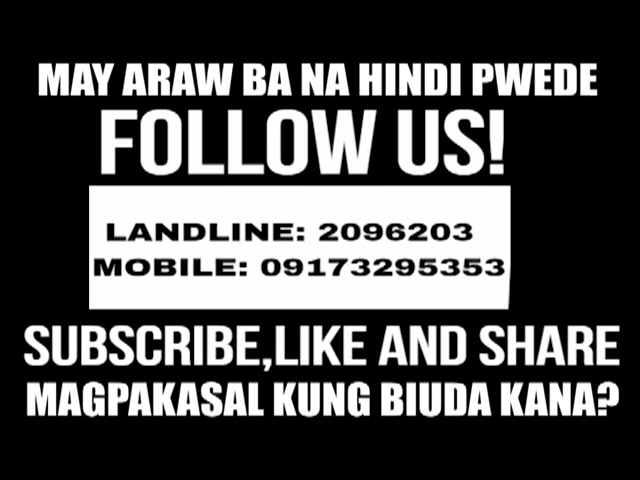 MAY ARAW BA NA HINDI PWEDE
FOLLOW US!
LANDLINE: 2096203
MOBILE: 09173295353
SUBSCRIBE,LIKE AND SHARE
MAGPAKASAL KUNG BIUDA KANA?